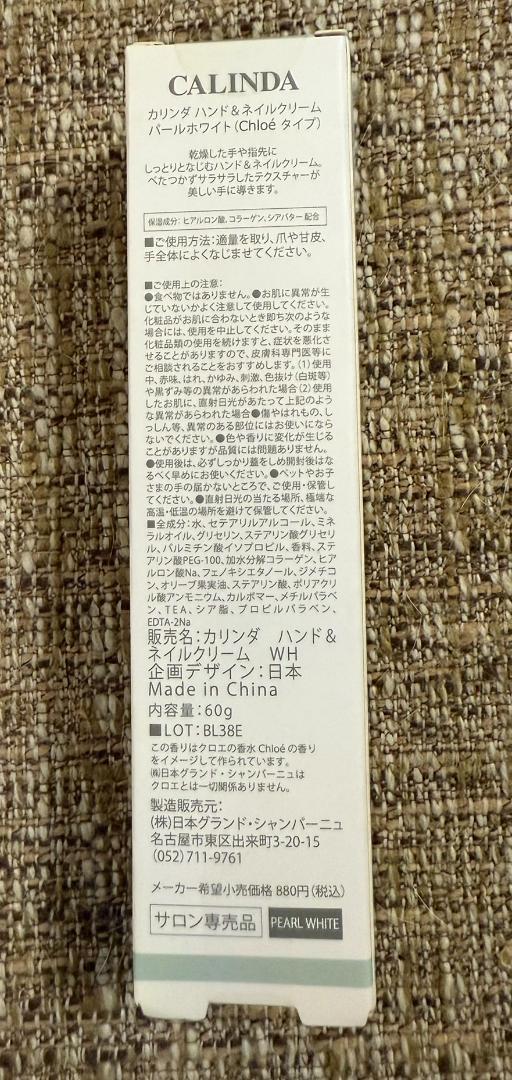 CALINDA
カリンダ ハンド＆ネイルクリーム
パールホワイト（Chloé タイプ）
乾燥した手や指先に
しっとりとなじむハンド＆ネイルクリーム。
べたつかずサラサラしたテクスチャーが
美しい手に導きます。
保湿成分：ヒアルロン酸、コラーゲン、シアバター 配合
■ご使用方法：適量を取り、爪や甘皮、
手全体によくなじませてください。
■ご使用上の注意：
●食べ物ではありません。●お肌に異常が生
じていないかよく注意して使用してください。
化粧品がお肌に合わないとき即ち次のような
場合には、使用を中止してください。そのまま
化粧品類の使用を続けますと、症状を悪化さ
せることがありますので、皮膚科専門医等に
ご相談されることをおすすめします。（1）使用
中、赤味、はれ、かゆみ、刺激、色抜け（白斑等）
や黒ずみ等の異常があらわれた場合（2）使用
したお肌に、直射日光があたって上記のよう
な異常があらわれた場合●傷やはれもの、し
っしん等、異常のある部位にはお使いになら
ないでください。●色や香りに変化が生じる
ことがありますが品質には問題ありません。
●使用後は、必ずしっかり蓋をしめ開封後はな
るべく早めにお使いください。●ペットやお子
さまの手の届かないところで、ご使用・保管し
てください。●直射日光の当たる場所、極端な
高温・低温の場所を避けて保管してください。
■全成分：水、セテアリルアルコール、ミネ
ラルオイル、グリセリン、ステアリン酸グリセリ
ル、パルミチン酸イソプロピル、香料、ステ
アリン酸PEG-100、加水分解コラーゲン、ヒア
ルロン酸Na、フェノキシエタノール、ジメチコ
ン、オリーブ果実油、ステアリン酸、ポリアクリ
ル酸アンモニウム、カルボマー、メチルパラベ
ン、TEA、シア脂、プロピルパラベン、
EDTA-2Na
販売名：カリンダ　ハンド＆
ネイルクリーム　WH
企画デザイン：日本
Made in China
内容量：60g
■LOT：BL38E
この香りはクロエの香水 Chloé の香り
をイメージして作られています。
㈱日本グランド・シャンパーニュは
クロエとは一切関係ありません。
製造販売元：
（株）日本グランド・シャンパーニュ
名古屋市東区出来町3-20-15
（052）711-9761
メーカー希望小売価格 880円（税込）
サロン専売品 PEARL WHITE